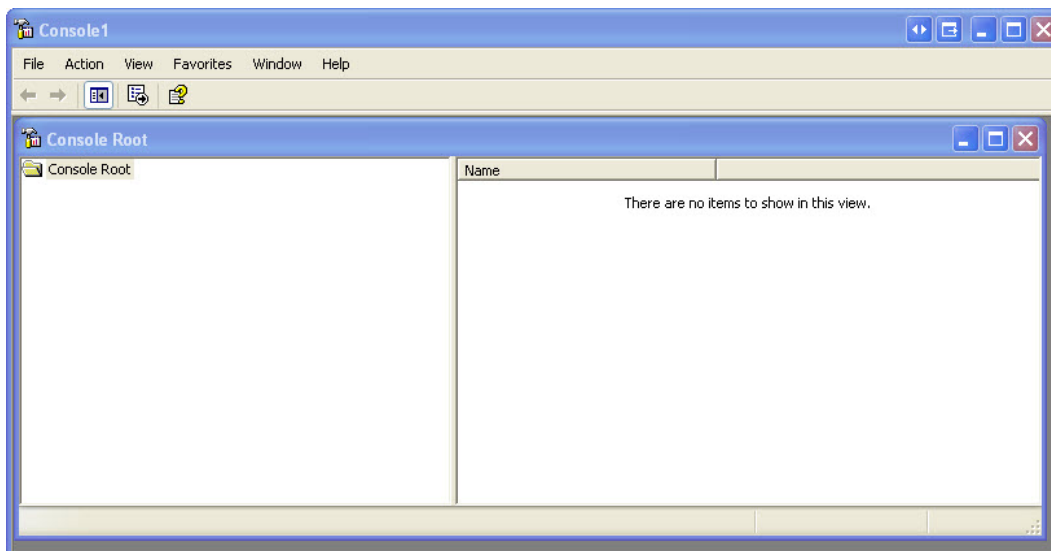 Console1
File Action View Favorites Window Help
Console Root
Console Root
Name
There are no items to show in this view.